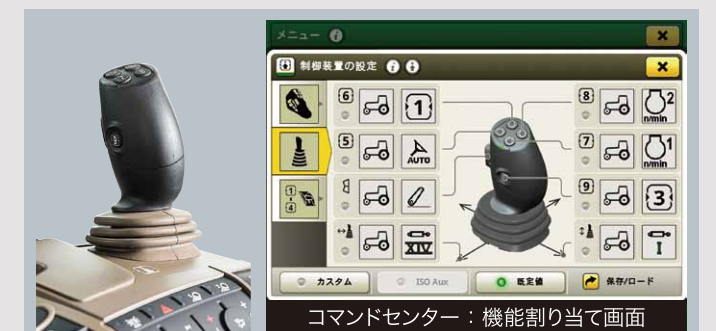 メニュー
制御装置の設定
6
1
8
2
n/min
5
AUTO
7
1
n/min
1
4
9
3
XIV
I
カスタム
ISO Aux
既定値
保存/ロード
コマンドセンター：機能割り当て画面